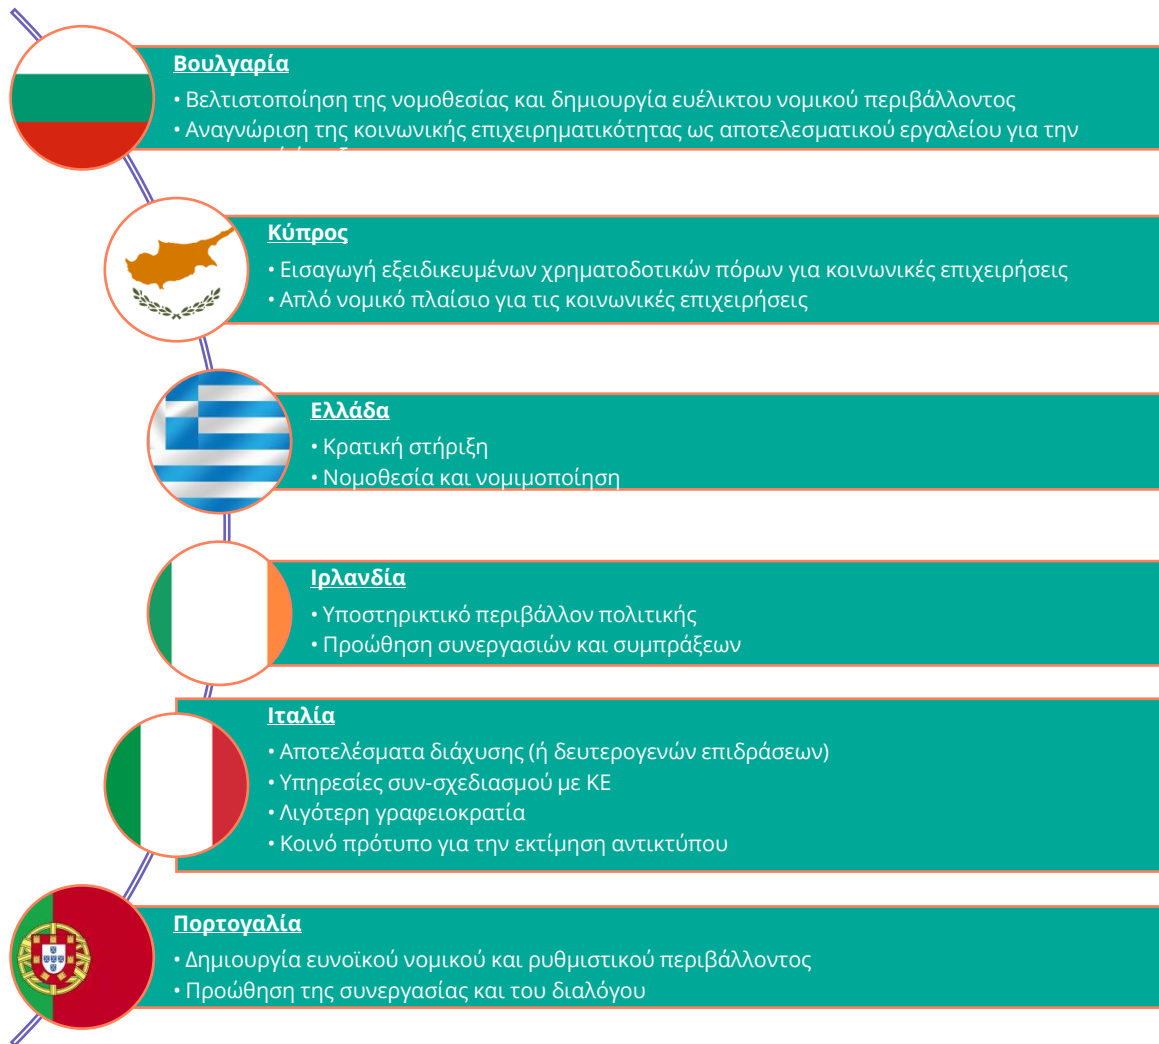 Βουλγαρία
• Βελτιστοποίηση της νομοθεσίας και δημιουργία ευέλικτου νομικού περιβάλλοντος
• Αναγνώριση της κοινωνικής επιχειρηματικότητας ως αποτελεσματικού εργαλείου για την
Κύπρος
• Εισαγωγή εξειδικευμένων χρηματοδοτικών πόρων για κοινωνικές επιχειρήσεις
• Απλό νομικό πλαίσιο για τις κοινωνικές επιχειρήσεις
Ελλάδα
• Κρατική στήριξη
• Νομοθεσία και νομιμοποίηση
Ιρλανδία
• Υποστηρικτικό περιβάλλον πολιτικής
• Προώθηση συνεργασιών και συμπράξεων
Ιταλία
• Αποτελέσματα διάχυσης (ή δευτερογενών επιδράσεων)
• Υπηρεσίες συν-σχεδιασμού με ΚΕ
• Λιγότερη γραφειοκρατία
• Κοινό πρότυπο για την εκτίμηση αντικτύπου
Πορτογαλία
• Δημιουργία ευνοϊκού νομικού και ρυθμιστικού περιβάλλοντος
• Προώθηση της συνεργασίας και του διαλόγου